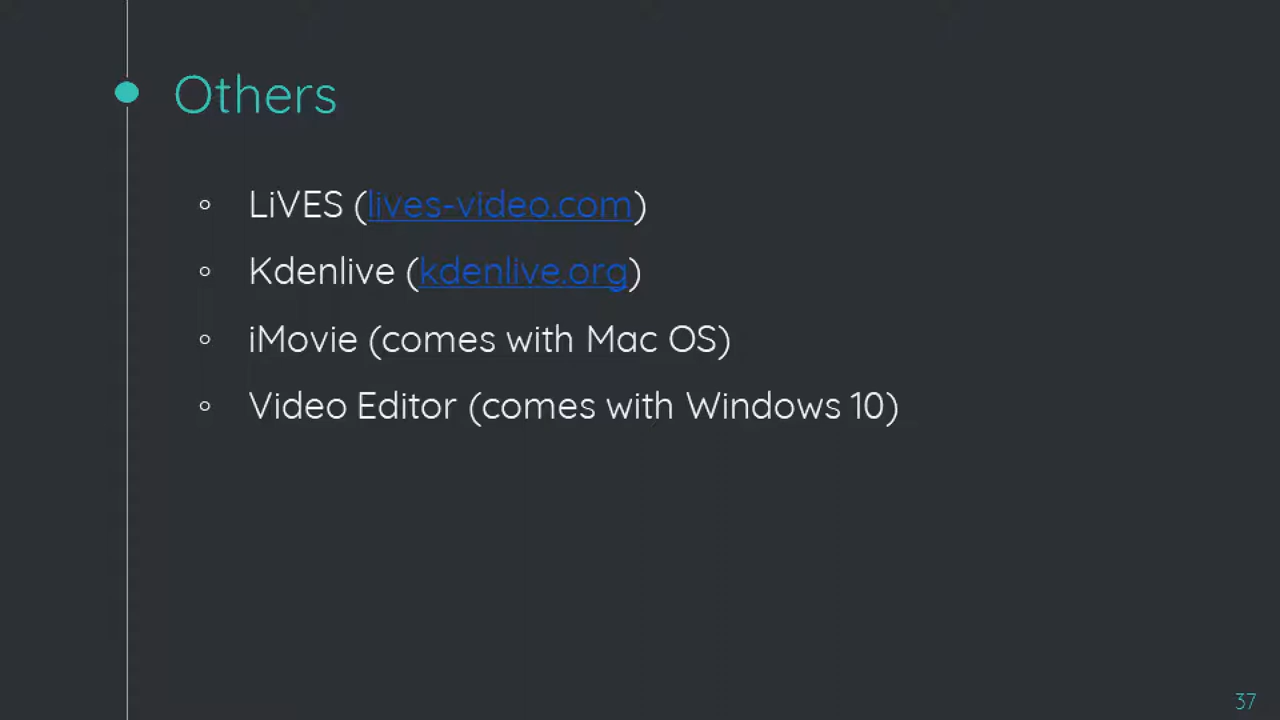 Others
LiVES (lives-video.com)
Kdenlive (kdenlive.org)
iMovie (comes with Mac OS)
Video Editor (comes with Windows 10)
37